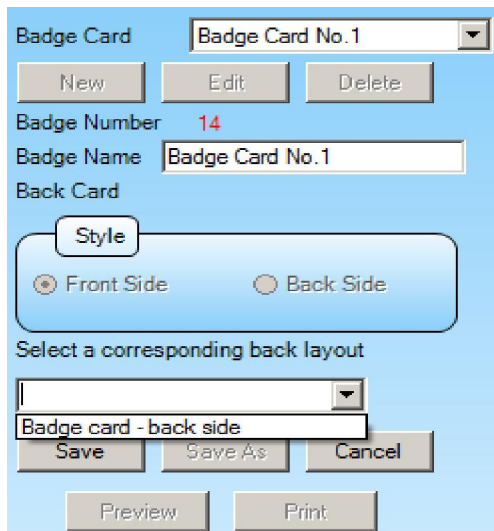 Badge Card Badge Card No.1
New Edit Delete
Badge Number 14
Badge Name Badge Card No.1
Back Card
Style
Front Side Back Side
Select a corresponding back layout
Badge card - back side
Save Save As Cancel
Preview Print